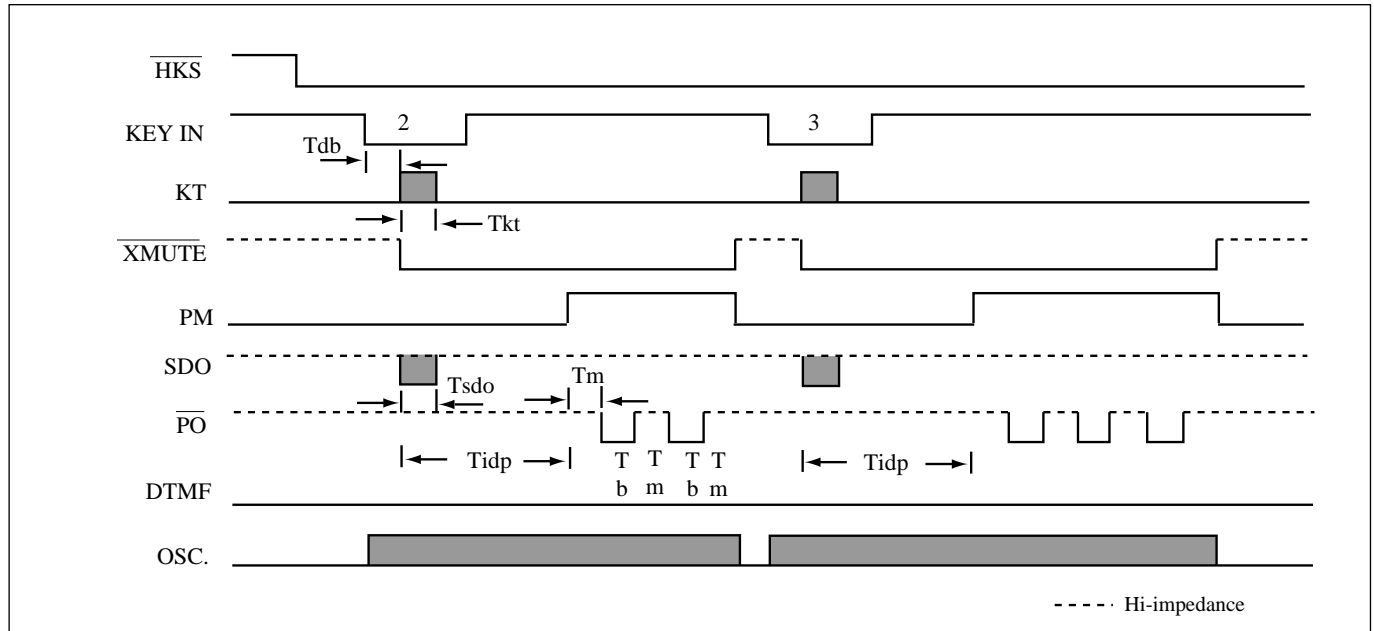 HKS
KEY IN 2 3
Tdb
KT
Tkt
XMUTE
PM
SDO
Tsdo Tm
PO
Tidp T T T T Tidp
b m b m
DTMF
OSC.
Hi-impedance